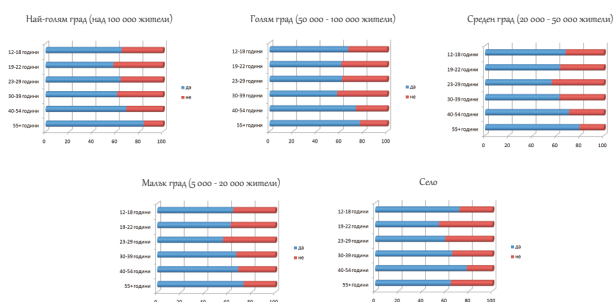 Най-голям град (над 100 000 жители)
12-18 години
19-22 години
23-29 години
30-39 години
40-54 години
55+ години
да
не
0 20 40 60 80 100
Голям град (50 000 - 100 000 жители)
12-18 години
19-22 години
23-29 години
30-39 години
40-54 години
55+ години
да
не
0 20 40 60 80 100
Среден град (20 000 - 50 000 жители)
12-18 години
19-22 години
23-29 години
30-39 години
40-54 години
55+ години
да
не
0 20 40 60 80 100
Малък град (5 000 - 20 000 жители)
12-18 години
19-22 години
23-29 години
30-39 години
40-54 години
55+ години
да
не
0 20 40 60 80 100
Село
12-18 години
19-22 години
23-29 години
30-39 години
40-54 години
55+ години
да
не
0 20 40 60 80 100